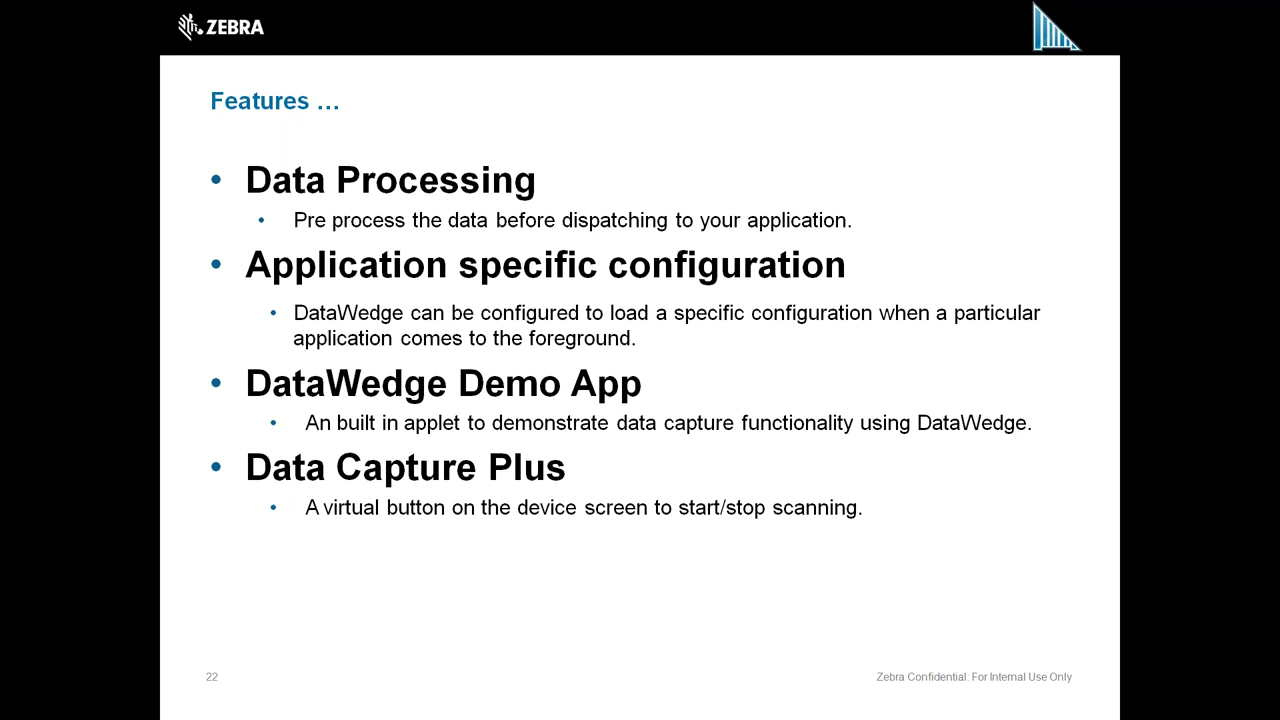 ZEBRA
Features …
• Data Processing
• Pre process the data before dispatching to your application.
• Application specific configuration
• DataWedge can be configured to load a specific configuration when a particular
application comes to the foreground.
• DataWedge Demo App
• An built in applet to demonstrate data capture functionality using DataWedge.
• Data Capture Plus
• A virtual button on the device screen to start/stop scanning.
22
Zebra Confidential: For Internal Use Only